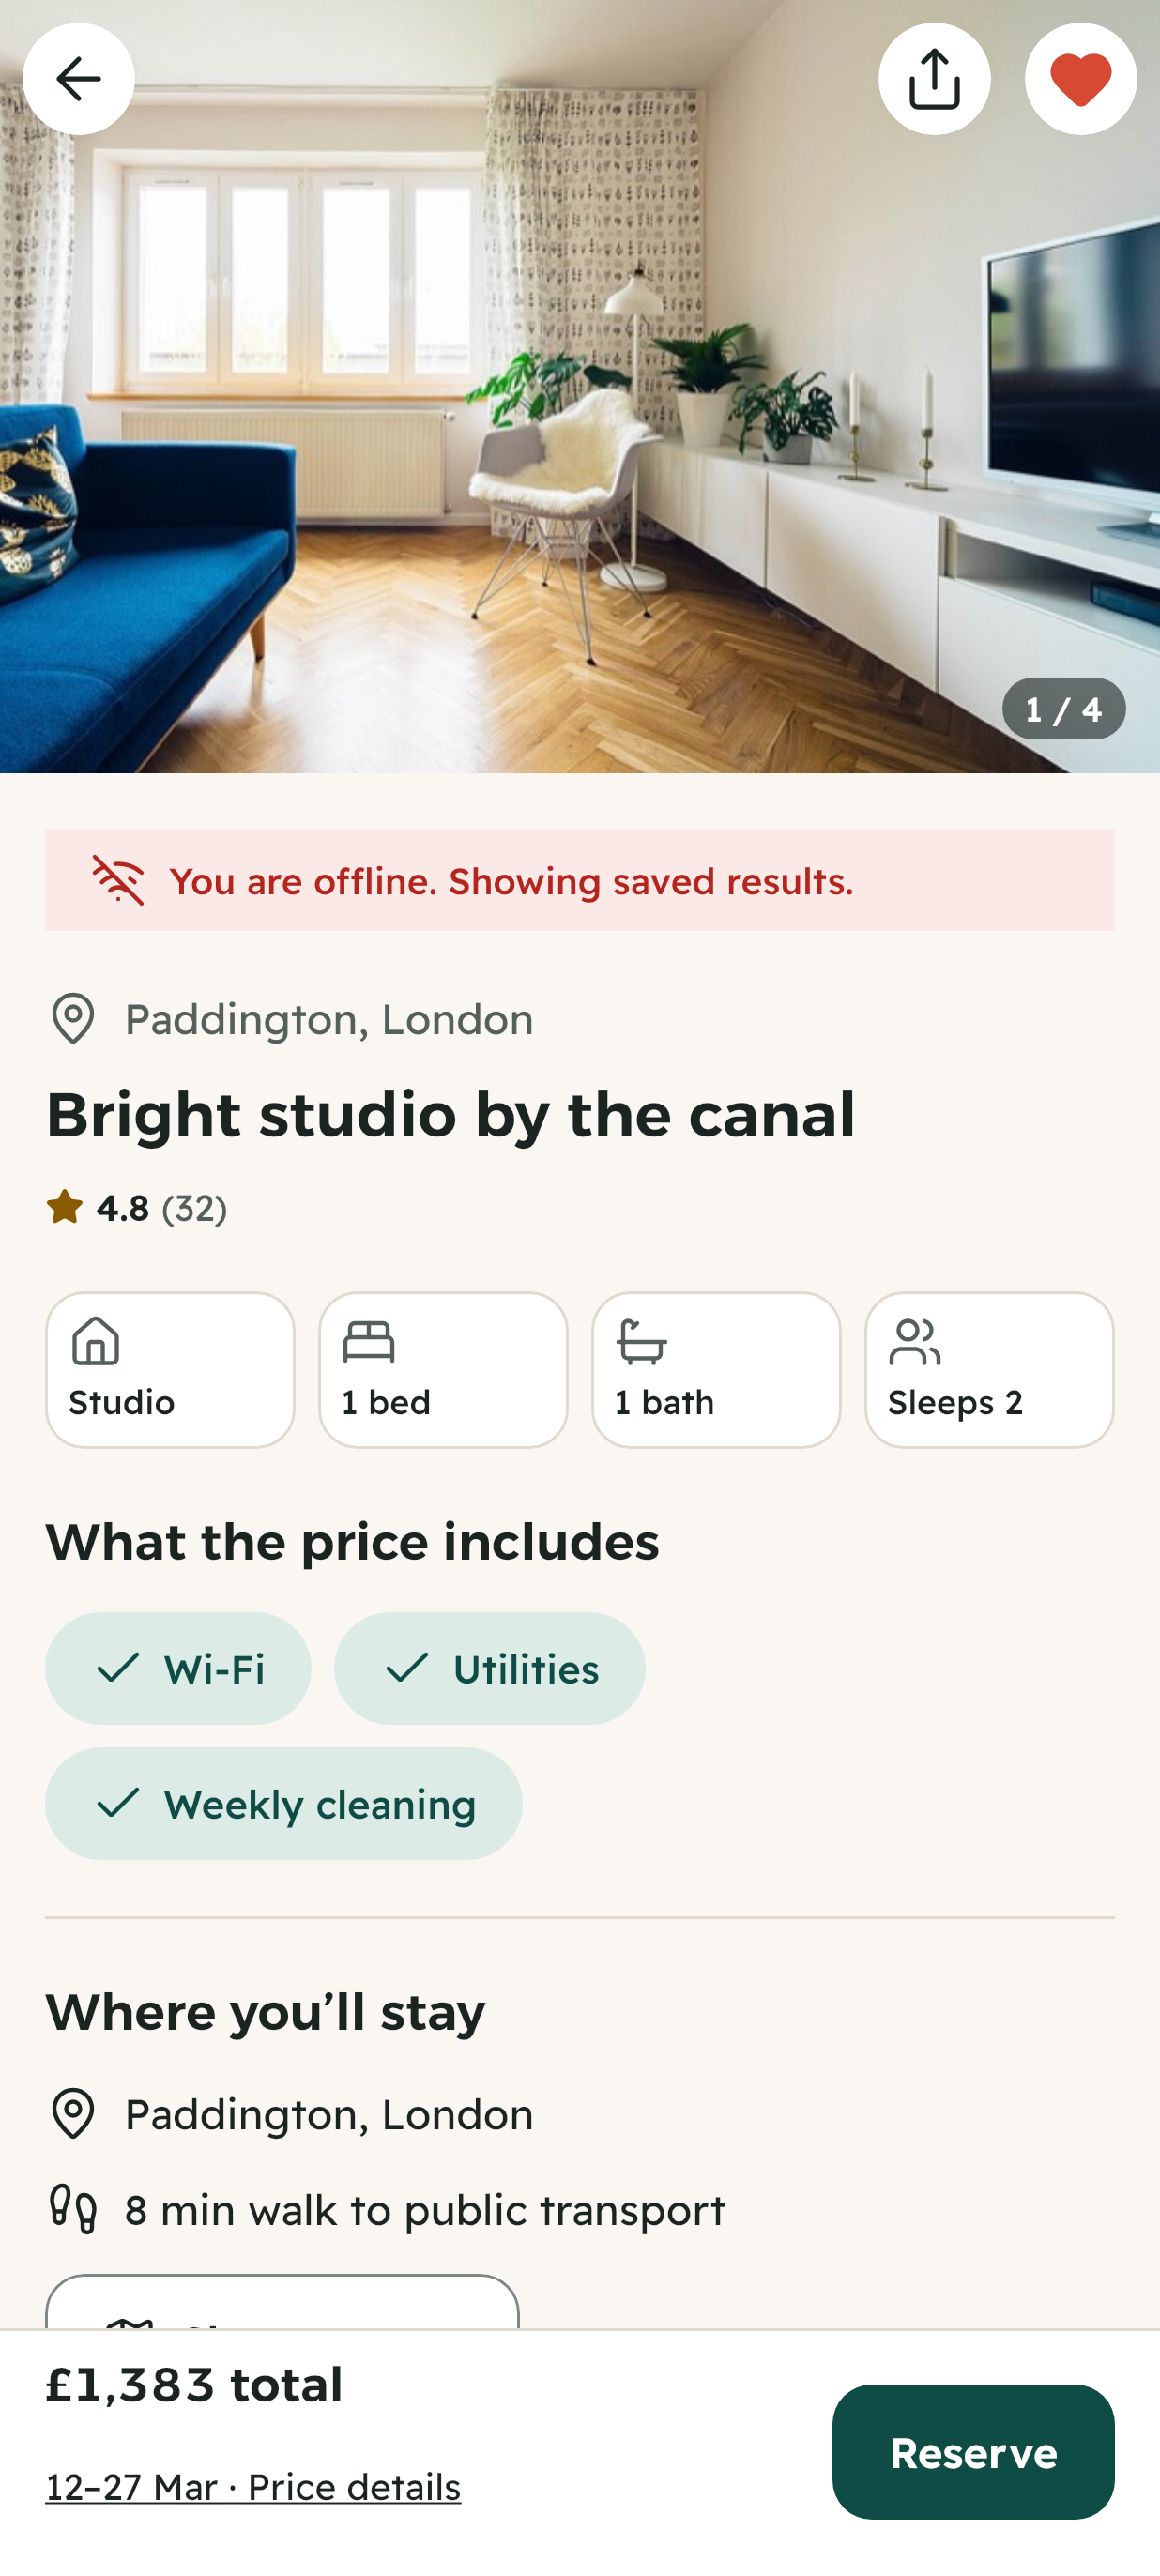 1 / 4
You are offline. Showing saved results.
Paddington, London
Bright studio by the canal
4.8 (32)
Studio
1 bed
1 bath
Sleeps 2
What the price includes
Wi-Fi
Utilities
Weekly cleaning
Where you’ll stay
Paddington, London
8 min walk to public transport
£1,383 total
12–27 Mar · Price details
Reserve